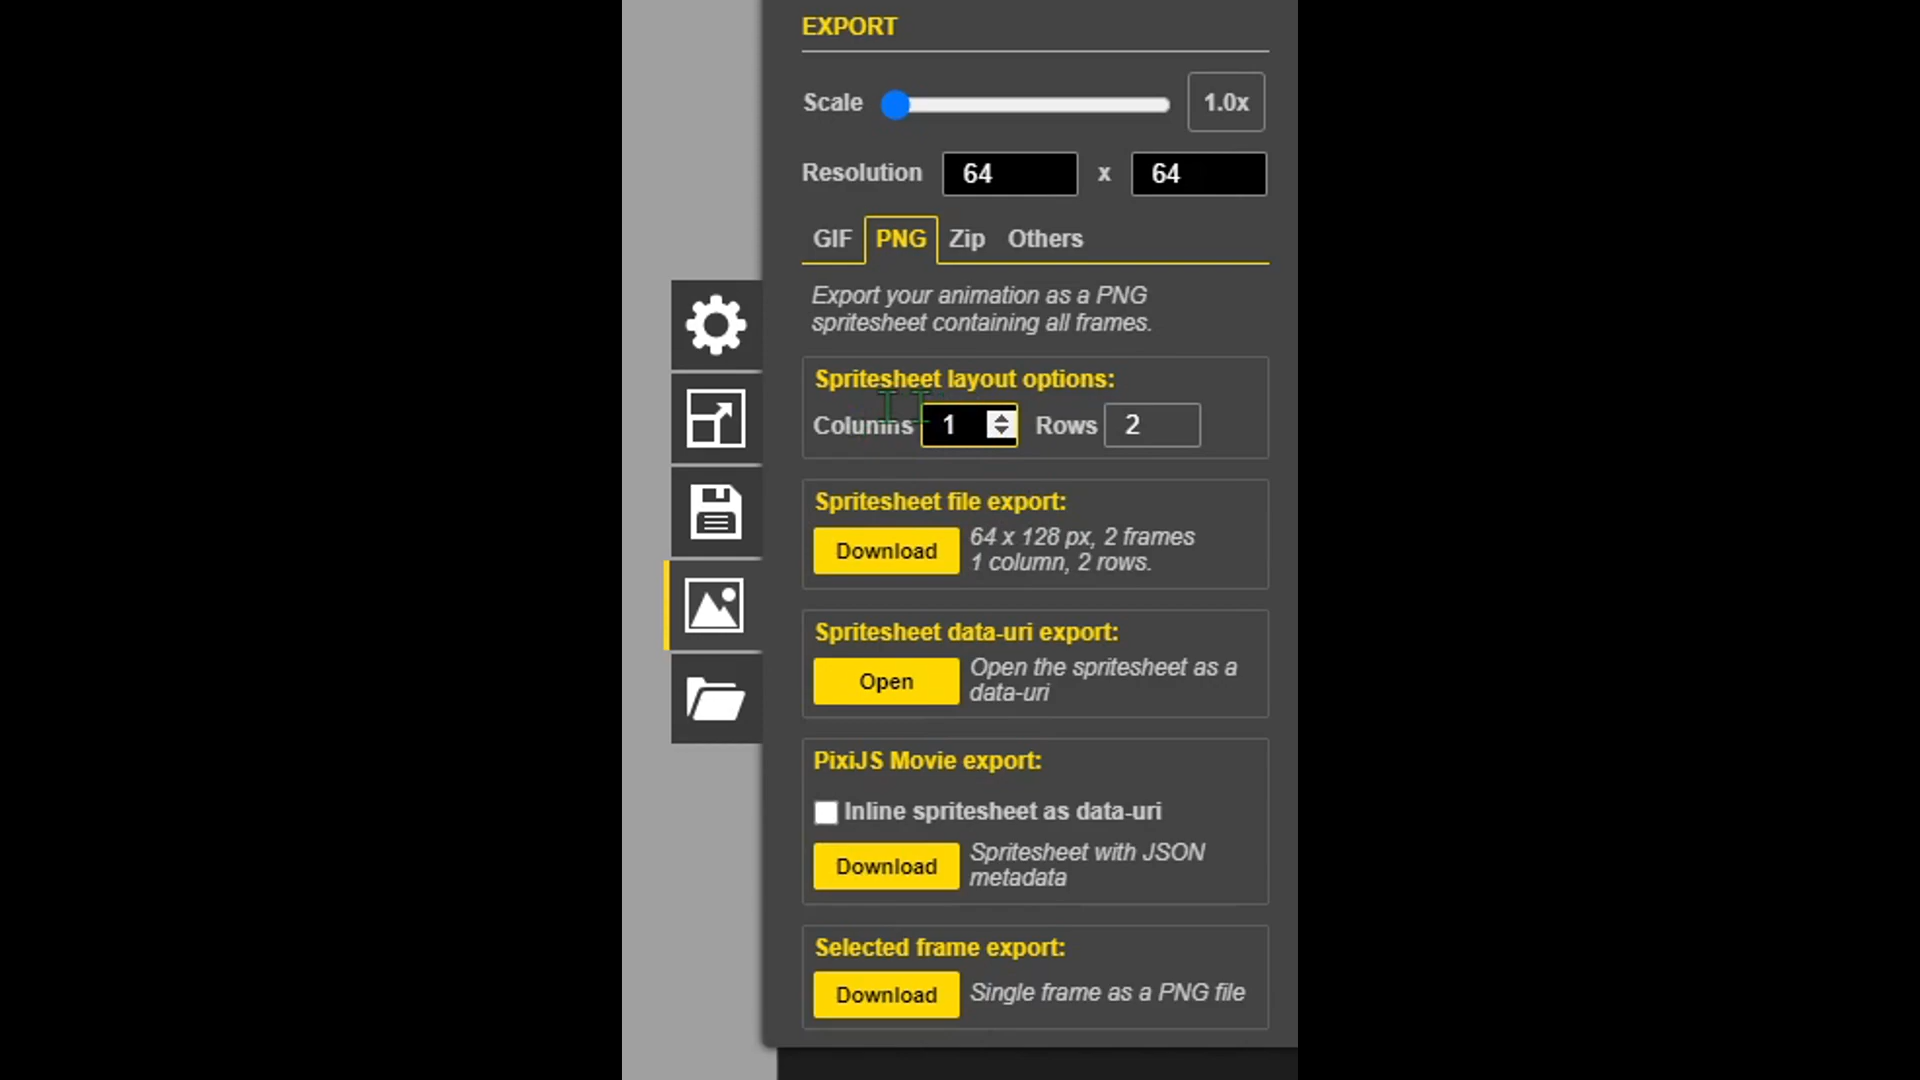 EXPORT
Scale 1.0x
Resolution 64 x 64
GIF PNG Zip Others
Export your animation as a PNG
spritesheet containing all frames.
Spritesheet layout options:
Columns 1 Rows 2
Spritesheet file export:
Download 64 x 128 px, 2 frames
1 column, 2 rows.
Spritesheet data-uri export:
Open Open the spritesheet as a
data-uri
PixiJS Movie export:
Inline spritesheet as data-uri
Download Spritesheet with JSON
metadata
Selected frame export:
Download Single frame as a PNG file